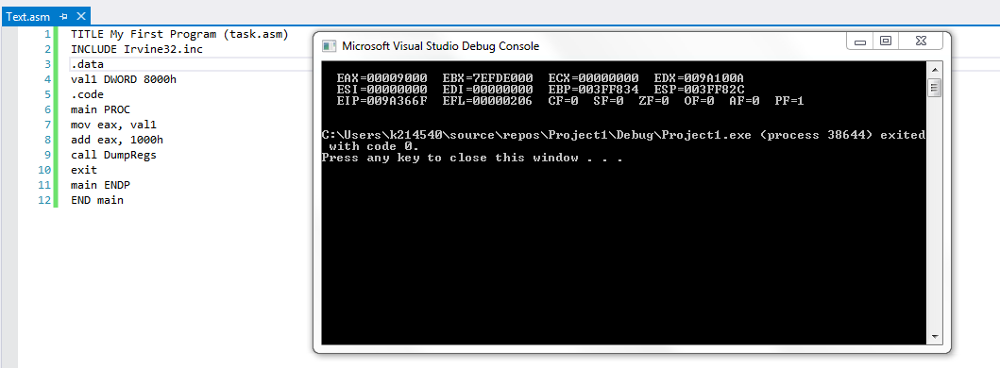 Text.asm
1 TITLE My First Program (task.asm)
2 INCLUDE Irvine32.inc
3 .data
4 val1 DWORD 8000h
5 .code
6 main PROC
7 mov eax, val1
8 add eax, 1000h
9 call DumpRegs
10 exit
11 main ENDP
12 END main
Microsoft Visual Studio Debug Console
EAX=00009000 EBX=7EFDE000 ECX=00000000 EDX=009A100A
ESI=00000000 EDI=00000000 EBP=003FF834 ESP=003FF82C
EIP=009A366F EFL=00000206 CF=0 SF=0 ZF=0 OF=0 AF=0 PF=1
C:\Users\k214540\source\repos\Project1\Debug\Project1.exe (process 38644) exited
with code 0.
Press any key to close this window . . .